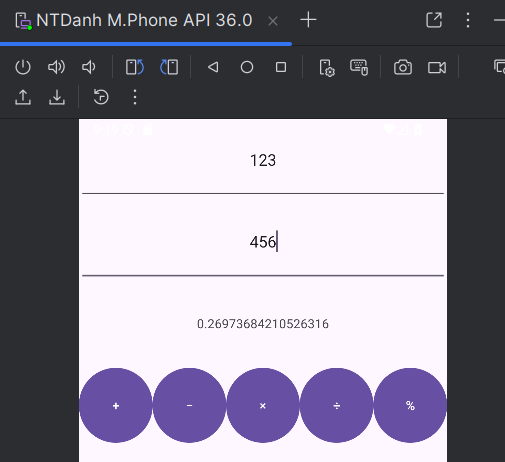 NTDanh M.Phone API 36.0
123
456
0.26973684210526316
+ − × ÷ %